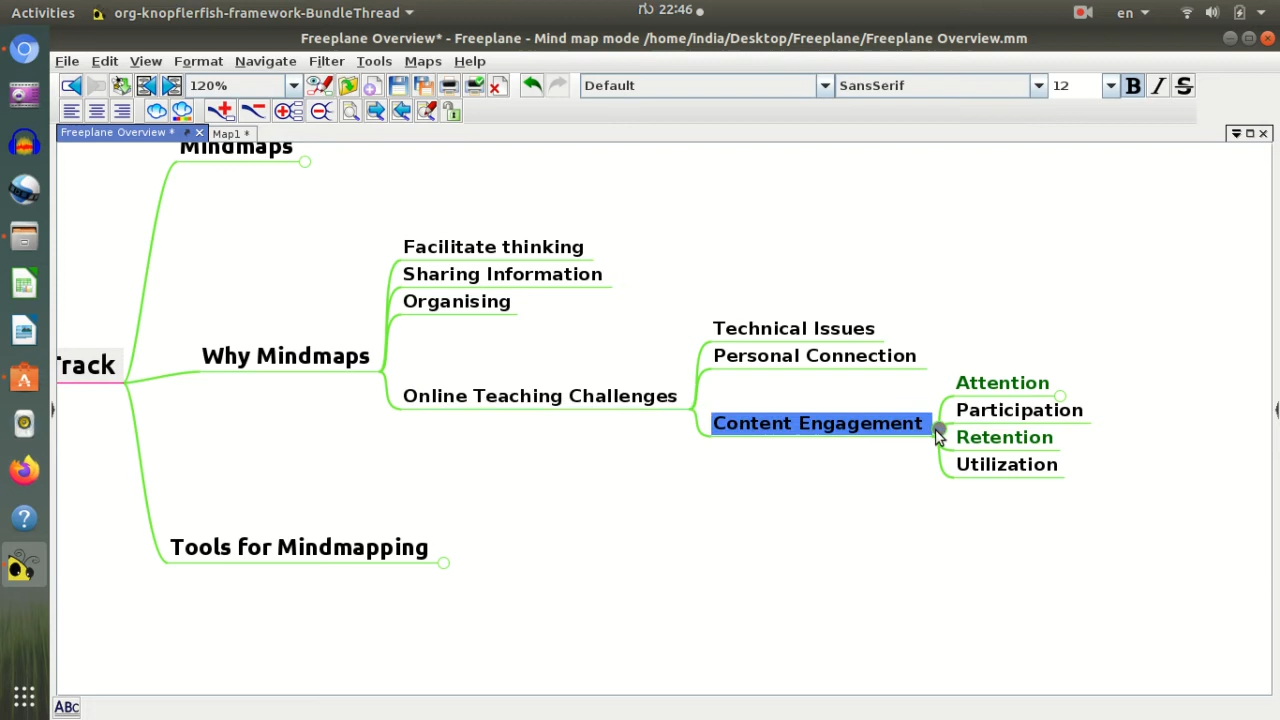 Activities org-knopflerfish-framework-BundleThread 22:46 en
Freeplane Overview* - Freeplane - Mind map mode /home/india/Desktop/Freeplane/Freeplane Overview.mm
File Edit View Format Navigate Filter Tools Maps Help
120% Default SansSerif 12 B I S
Freeplane Overview * Map1 *
Mindmaps
Facilitate thinking
Sharing Information
Organising
Technical Issues
Why Mindmaps Personal Connection
Track
Attention
Online Teaching Challenges
Participation
Content Engagement
Retention
Utilization
Tools for Mindmapping
ABC